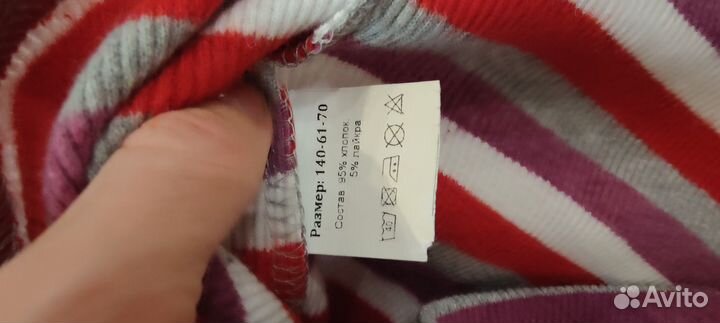 Размер: 140-61-70
Состав 95% хлопок
5% лайкра
Avito